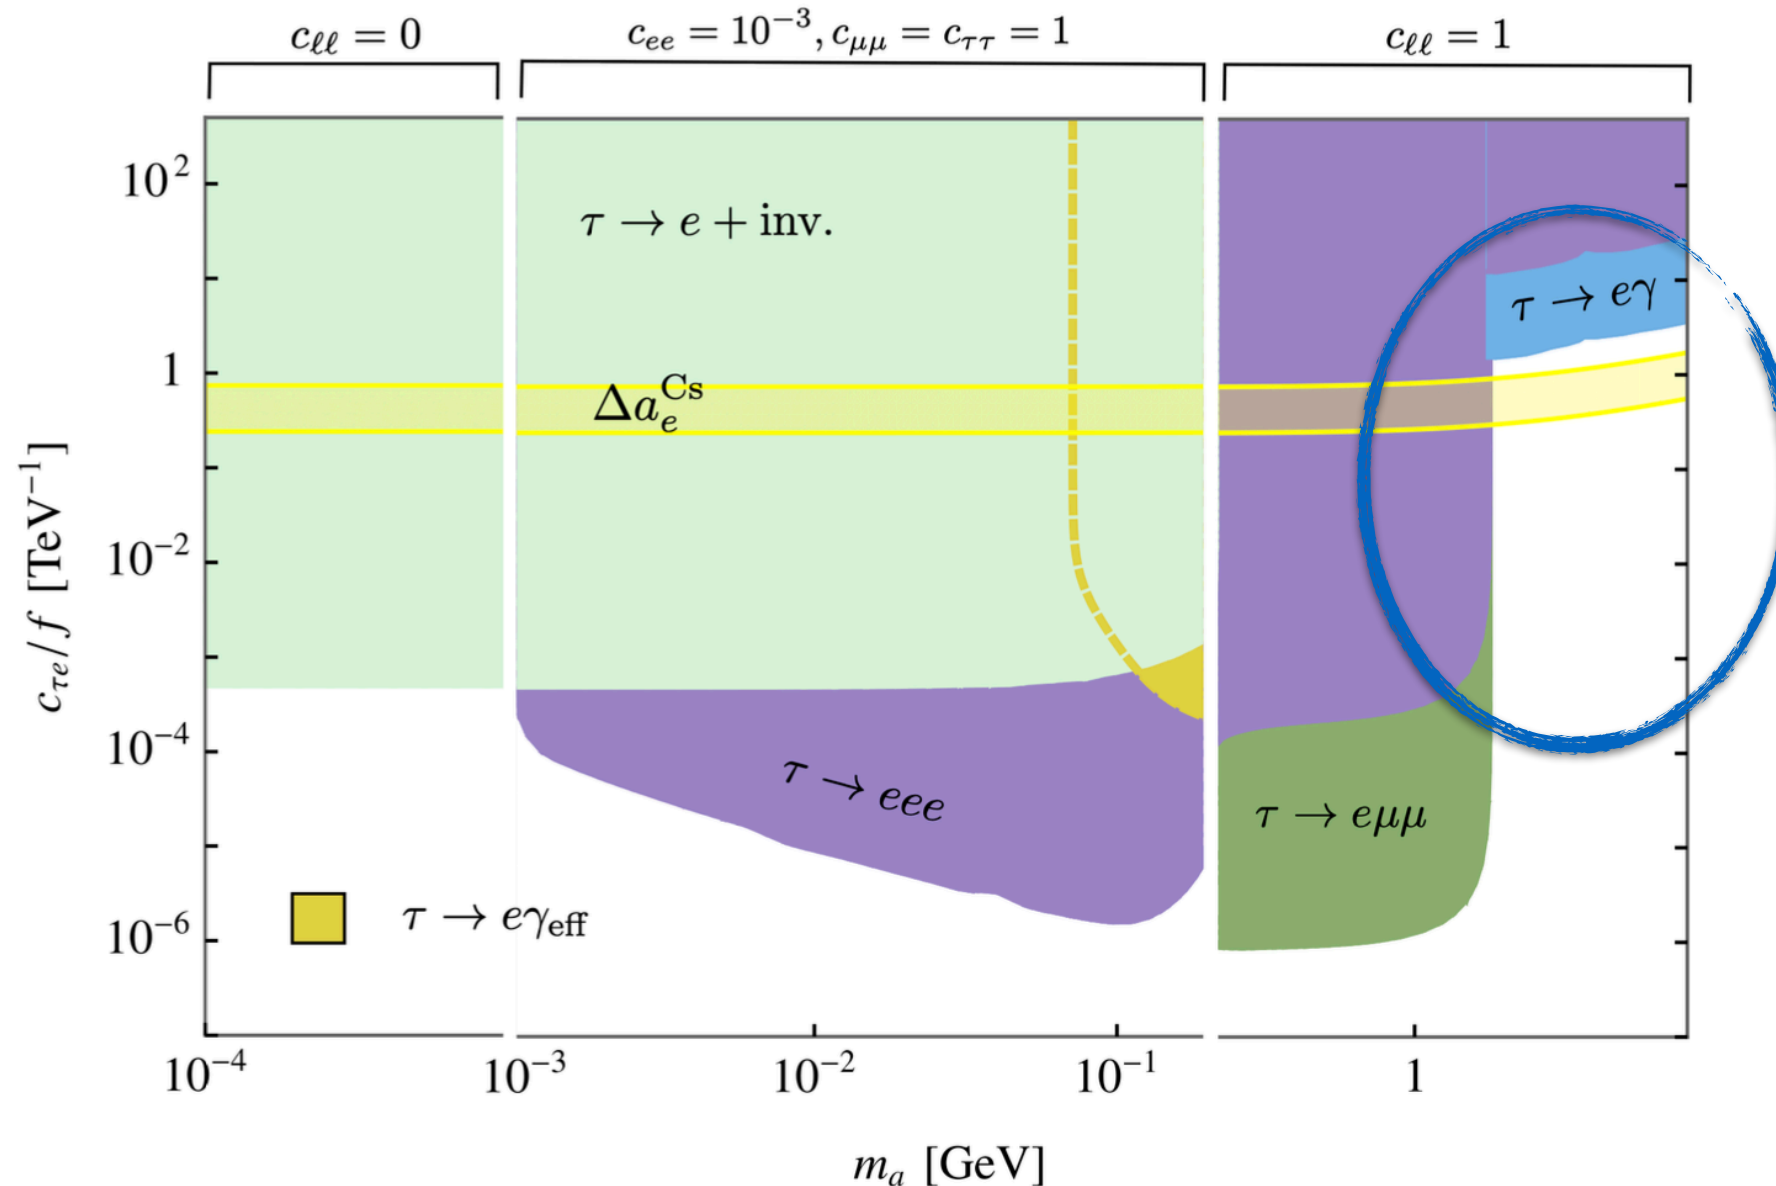 c_{ℓℓ} = 0
c_{ee} = 10^{−3}, c_{μμ} = c_{ττ} = 1
c_{ℓℓ} = 1
10^2
τ → e + inv.
τ → eγ
1
Δa_e^{Cs}
c_{τe}/f [TeV^{−1}]
10^{−2}
10^{−4}
τ → eee
τ → eμμ
10^{−6}
τ → eγ_{eff}
10^{−4} 10^{−3} 10^{−2} 10^{−1} 1
m_a [GeV]